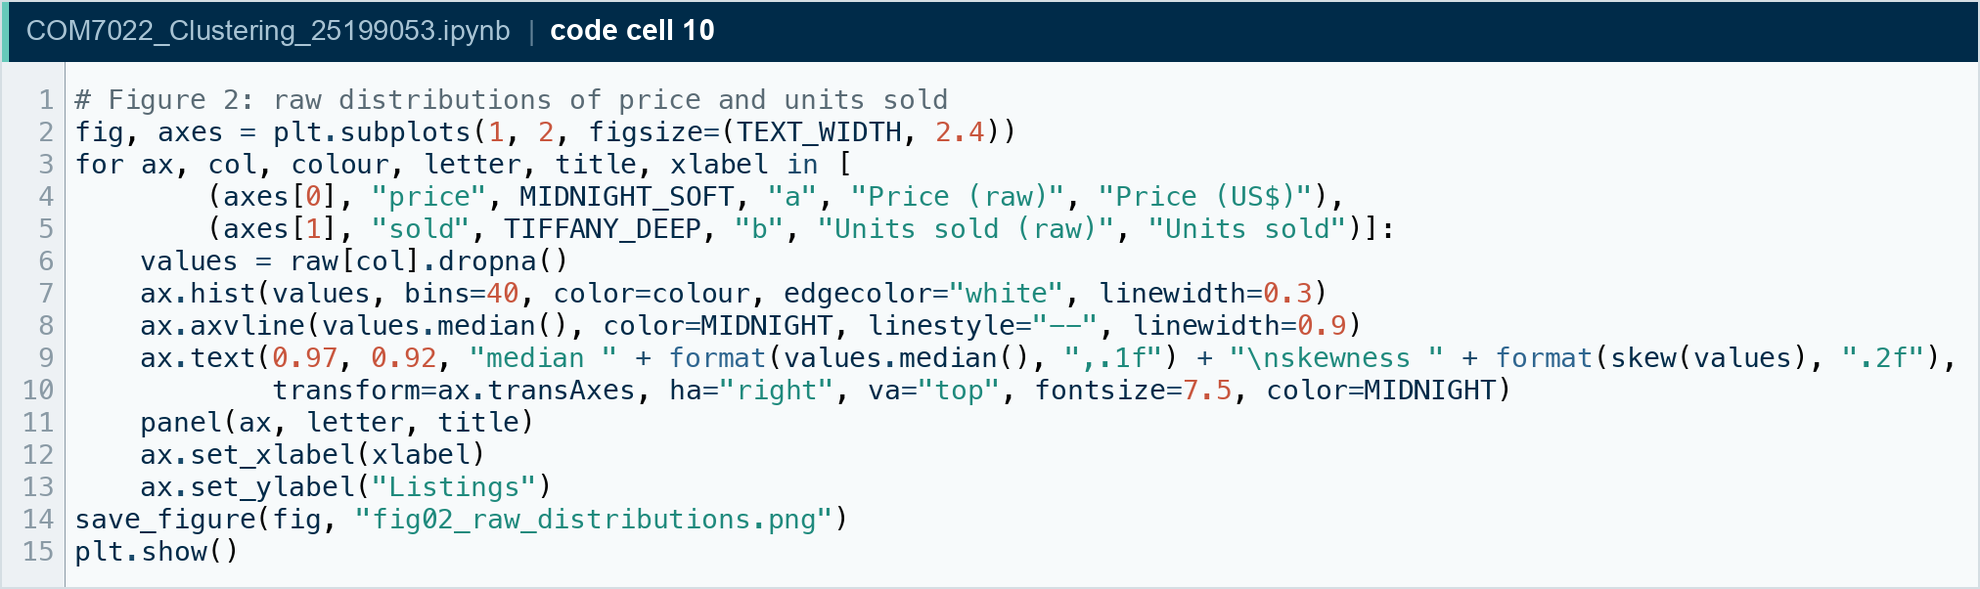 COM7022_Clustering_25199053.ipynb | code cell 10
1 # Figure 2: raw distributions of price and units sold
2 fig, axes = plt.subplots(1, 2, figsize=(TEXT_WIDTH, 2.4))
3 for ax, col, colour, letter, title, xlabel in [
4         (axes[0], "price", MIDNIGHT_SOFT, "a", "Price (raw)", "Price (US$)"),
5         (axes[1], "sold", TIFFANY_DEEP, "b", "Units sold (raw)", "Units sold")]:
6     values = raw[col].dropna()
7     ax.hist(values, bins=40, color=colour, edgecolor="white", linewidth=0.3)
8     ax.axvline(values.median(), color=MIDNIGHT, linestyle="--", linewidth=0.9)
9     ax.text(0.97, 0.92, "median " + format(values.median(), ",.1f") + "\nskewness " + format(skew(values), ".2f"),
10             transform=ax.transAxes, ha="right", va="top", fontsize=7.5, color=MIDNIGHT)
11     panel(ax, letter, title)
12     ax.set_xlabel(xlabel)
13     ax.set_ylabel("Listings")
14 save_figure(fig, "fig02_raw_distributions.png")
15 plt.show()